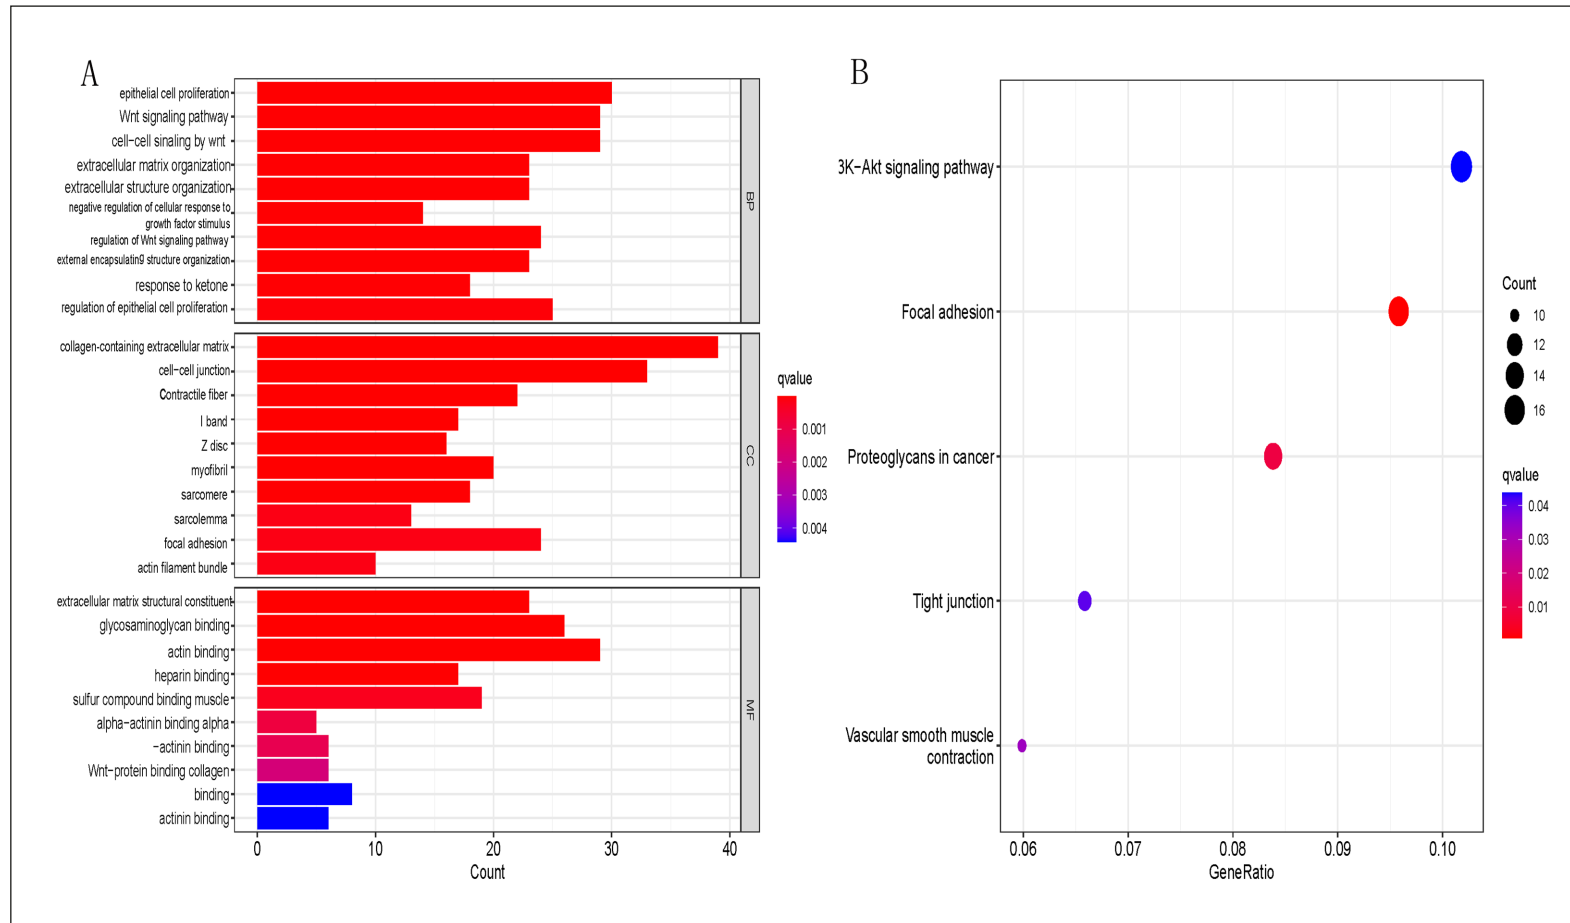 A
epithelial cell proliferation
Wnt signaling pathway
cell-cell sinaling by wnt
extracellular matrix organization
extracellular structure organization
negative regulation of cellular response to
growth factor stimulus
regulation of Wnt signaling pathway
external encapsulating structure organization
response to ketone
regulation of epithelial cell proliferation
BP
collagen-containing extracellular matrix
cell-cell junction
Contractile fiber
I band
Z disc
myofibril
sarcomere
sarcolemma
focal adhesion
actin filament bundle
CC
extracellular matrix structural constituent
glycosaminoglycan binding
actin binding
heparin binding
sulfur compound binding muscle
alpha-actinin binding alpha
-actinin binding
Wnt-protein binding collagen
binding
actinin binding
MF
0 10 20 30 40
Count
qvalue
0.001
0.002
0.003
0.004
B
3K-Akt signaling pathway
Focal adhesion
Proteoglycans in cancer
Tight junction
Vascular smooth muscle
contraction
0.06 0.07 0.08 0.09 0.10
GeneRatio
Count
10
12
14
16
qvalue
0.04
0.03
0.02
0.01